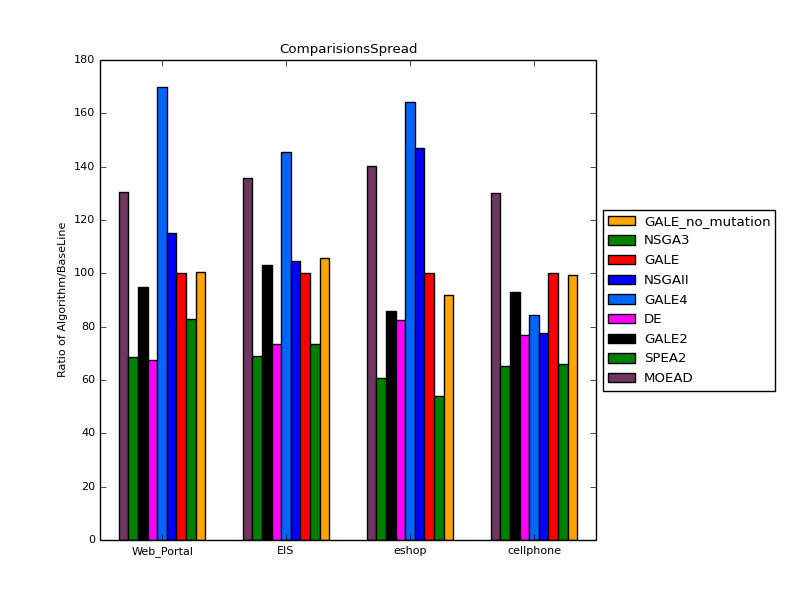 ComparisionsSpread
Ratio of Algorithm/BaseLine
180
160
140
120
100
80
60
40
20
0
Web_Portal
EIS
eshop
cellphone
GALE_no_mutation
NSGA3
GALE
NSGAII
GALE4
DE
GALE2
SPEA2
MOEAD